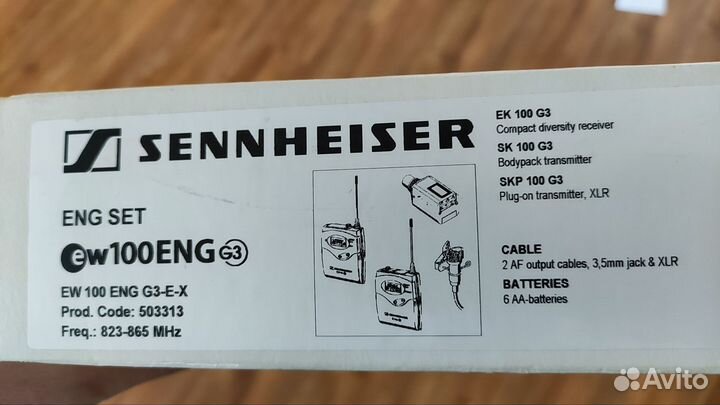 SENNHEISER
ENG SET
ew100ENG G3
EW 100 ENG G3-E-X
Prod. Code: 503313
Freq.: 823-865 MHz
EK 100 G3
Compact diversity receiver
SK 100 G3
Bodypack transmitter
SKP 100 G3
Plug-on transmitter, XLR
CABLE
2 AF output cables, 3,5mm jack & XLR
BATTERIES
6 AA-batteries
Avito